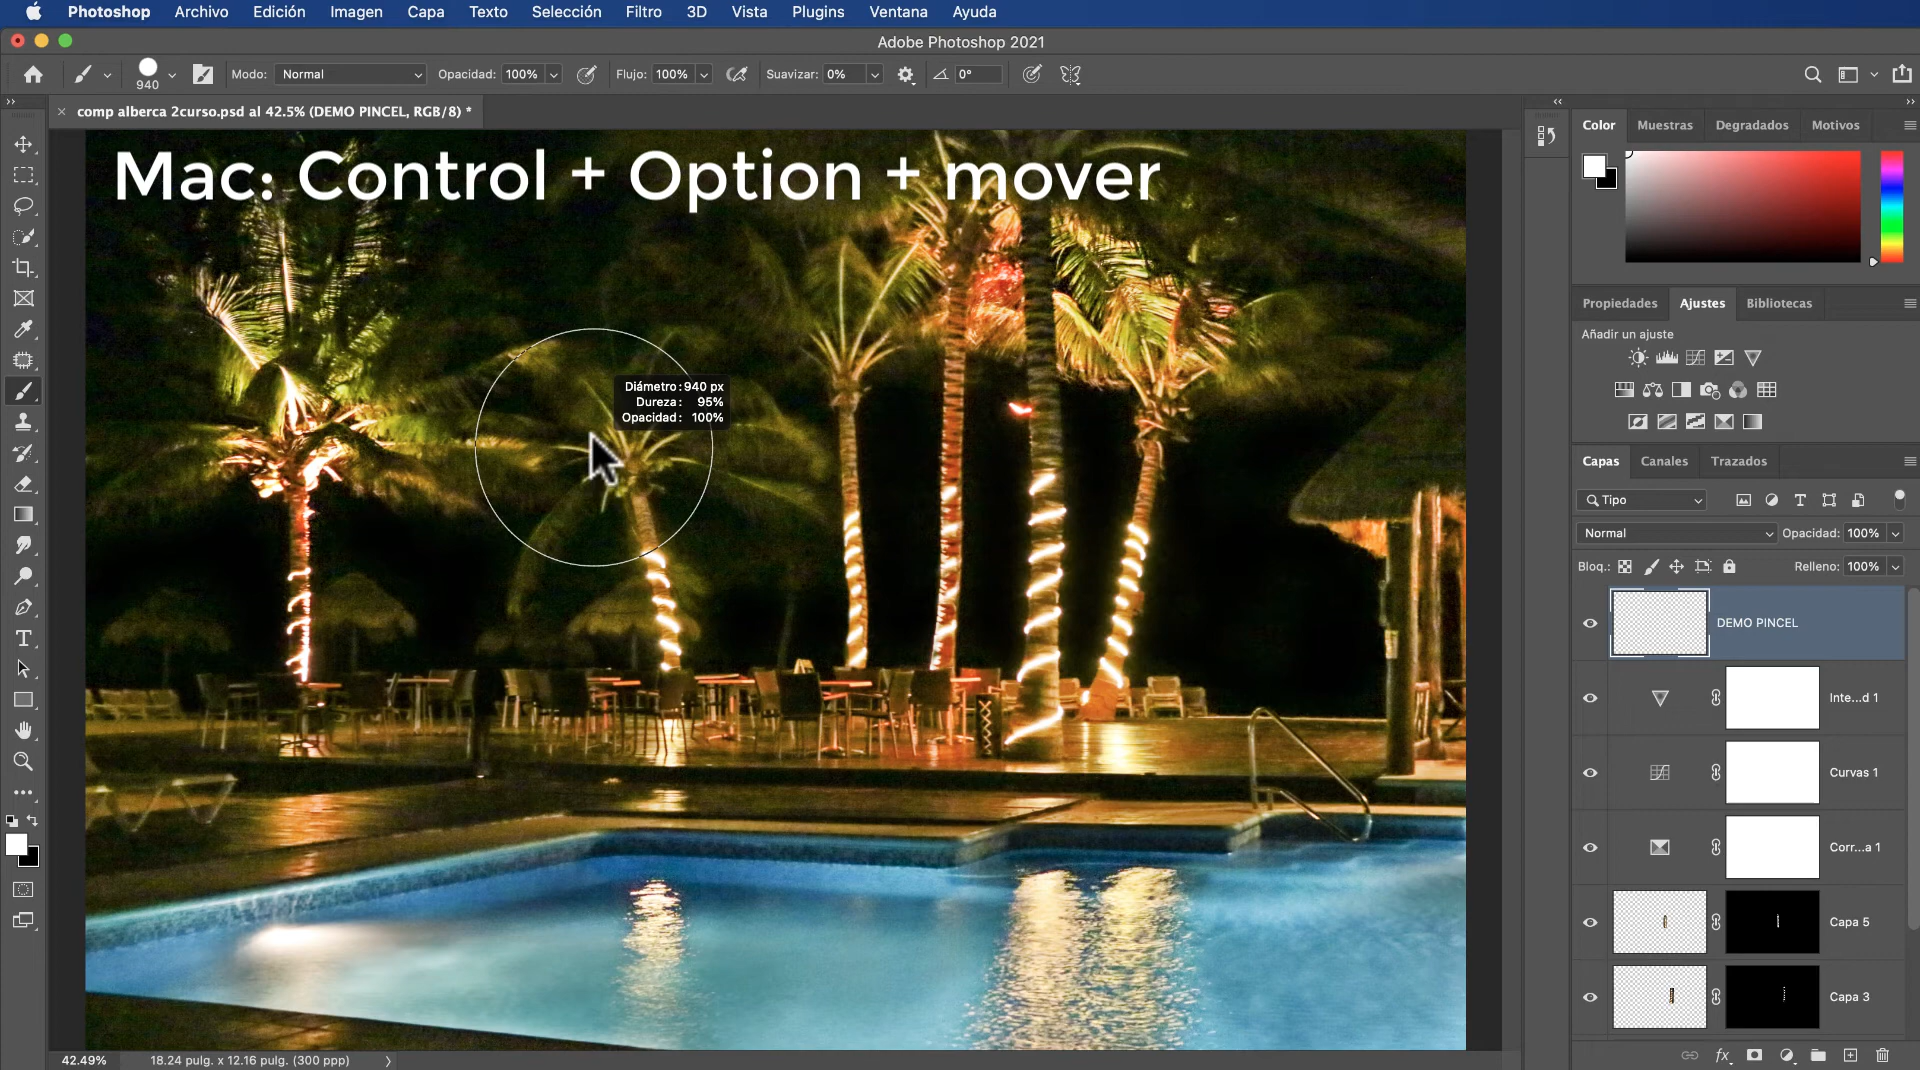 Photoshop Archivo Edición Imagen Capa Texto Selección Filtro 3D Vista Plugins Ventana Ayuda
Adobe Photoshop 2021
940 Modo: Normal Opacidad: 100% Flujo: 100% Suavizar: 0% 0°
comp alberca 2curso.psd al 42.5% (DEMO PINCEL, RGB/8) *
Mac: Control + Option + mover
Diámetro: 940 px
Dureza: 95%
Opacidad: 100%
42.49% 18.24 pulg. x 12.16 pulg. (300 ppp)
Color Muestras Degradados Motivos
Propiedades Ajustes Bibliotecas
Añadir un ajuste
Capas Canales Trazados
Tipo
Normal Opacidad: 100%
Bloq.: Relleno: 100%
DEMO PINCEL
Inte...d 1
Curvas 1
Corr...a 1
Capa 5
Capa 3